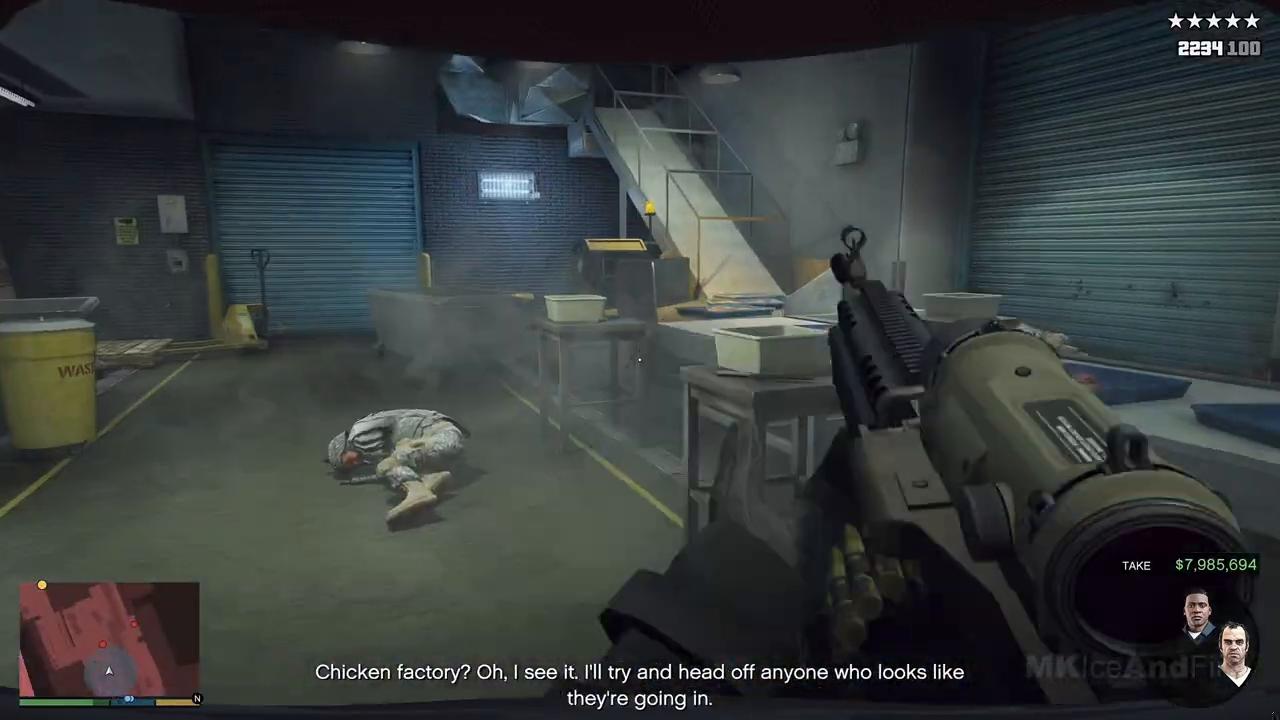 2234 100
WAS
TAKE $7,985,694
N
Chicken factory? Oh, I see it. I'll try and head off anyone who looks like
they're going in.
MKIceAndFi